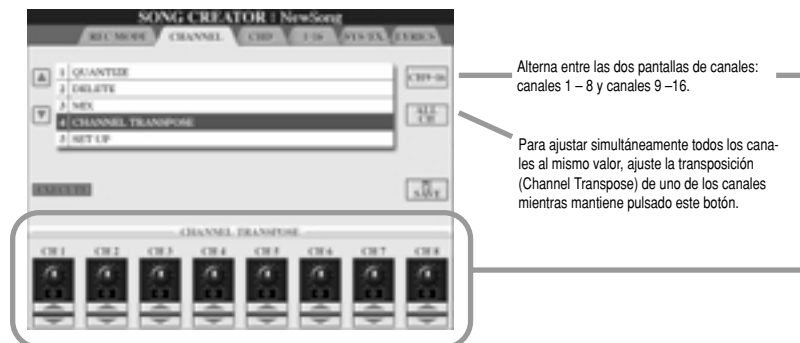 SONG CREATOR : NewSong
REC MODE CHANNEL CHD 1-16 SYS/EX. LYRICS
1 QUANTIZE
2 DELETE
3 MIX
4 CHANNEL TRANSPOSE
5 SET UP
CH9-16
ALL CH
EXECUTE
SAVE
Alterna entre las dos pantallas de canales:
canales 1 – 8 y canales 9 –16.
Para ajustar simultáneamente todos los cana-
les al mismo valor, ajuste la transposición
(Channel Transpose) de uno de los canales
mientras mantiene pulsado este botón.
CHANNEL TRANSPOSE
CH 1 CH 2 CH 3 CH 4 CH 5 CH 6 CH 7 CH 8